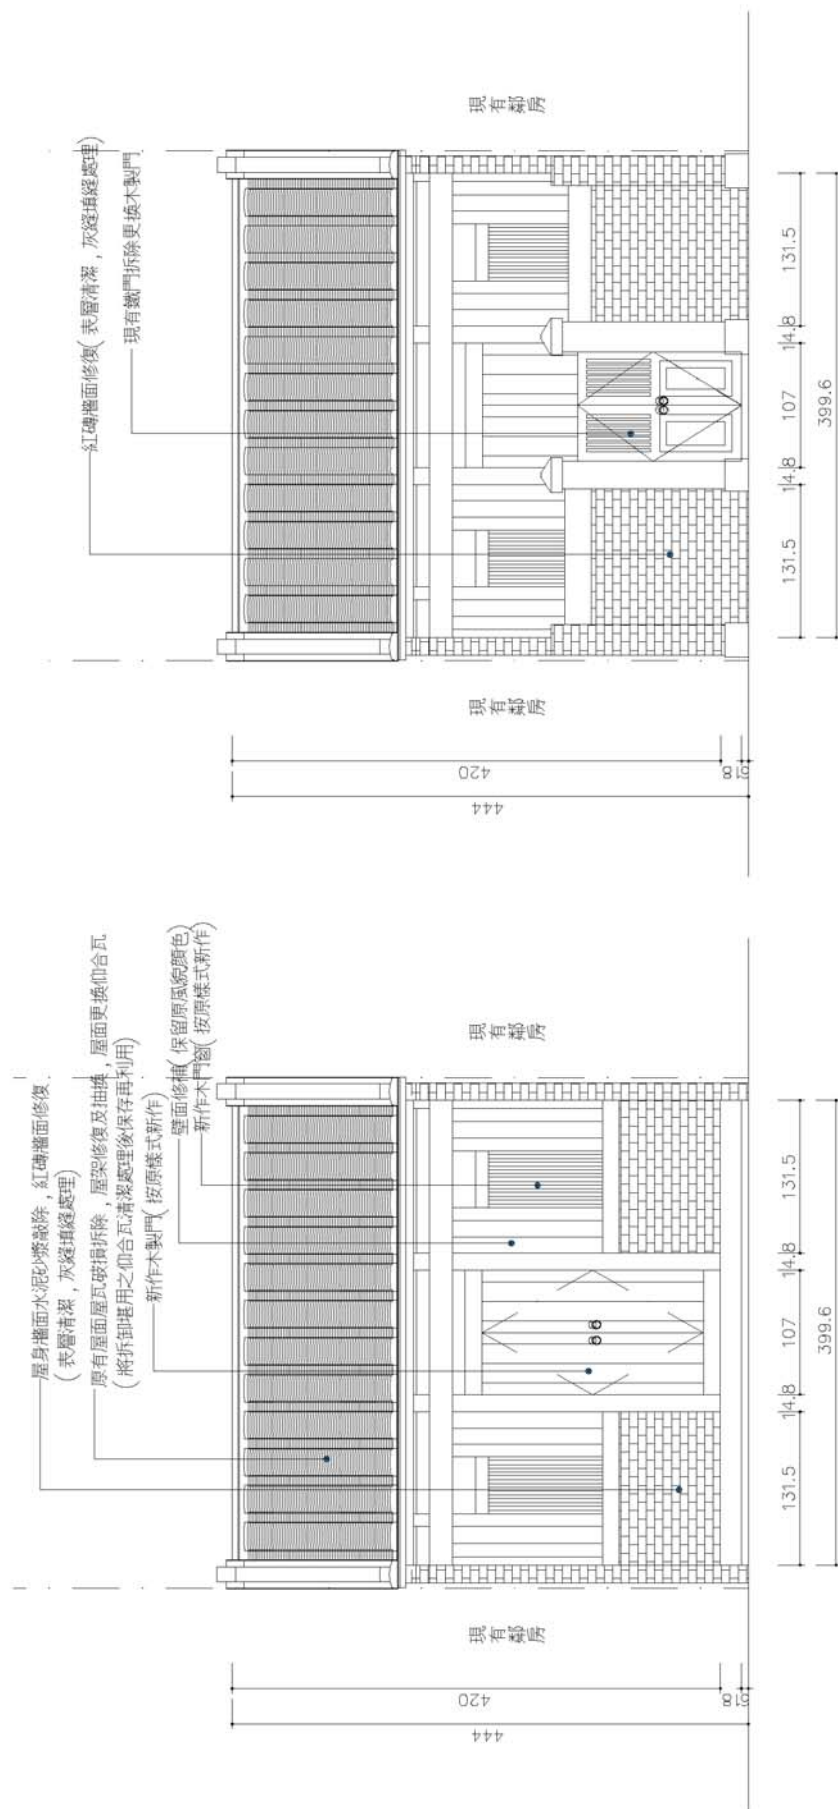 紅磚牆面修復(表層清潔，灰縫填縫處理)
現有鐵門拆除更換木製門
現有鄰房
現有鄰房
131.5
14.8
107
14.8
131.5
399.6
420
618
444
屋身牆面水泥砂漿敲除，紅磚牆面修復
(表層清潔，灰縫填縫處理)
原有屋面屋瓦破損拆除，屋架修復及抽換，屋面更換仰合瓦
(將拆卸堪用之仰合瓦清潔處理後保存再利用)
新作木製門(按原樣式新作)
壁面修補(保留原風貌顏色)
新作木門窗(按原樣式新作)
現有鄰房
現有鄰房
131.5
14.8
107
14.8
131.5
399.6
420
618
444